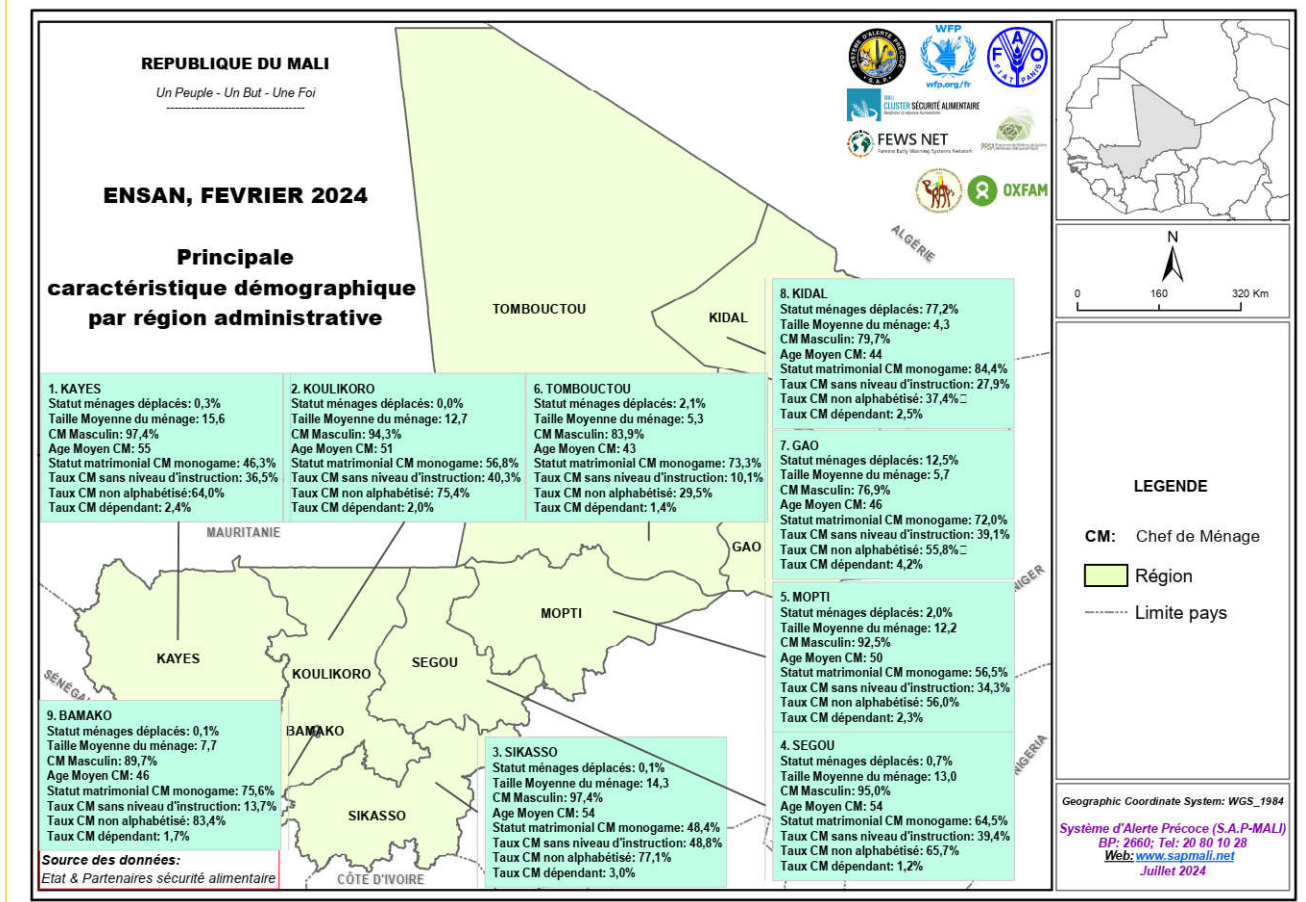 REPUBLIQUE DU MALI
Un Peuple - Un But - Une Foi
-----------------------------------
ENSAN, FEVRIER 2024
Principale
caractéristique démographique
par région administrative
SYSTÈME D'ALERTE PRÉCOCE
S.A.P
WFP
wfp.org/fr
FAO
FIAT PANIS
MALI
CLUSTER SÉCURITÉ ALIMENTAIRE
FEWS NET
Famine Early Warning Systems Network
OXFAM
ALGÉRIE
TOMBOUCTOU
KIDAL
8. KIDAL
Statut ménages déplacés: 77,2%
Taille Moyenne du ménage: 4,3
CM Masculin: 79,7%
Age Moyen CM: 44
Statut matrimonial CM monogame: 84,4%
Taux CM sans niveau d'instruction: 27,9%
Taux CM non alphabétisé: 37,4%
Taux CM dépendant: 2,5%
1. KAYES
Statut ménages déplacés: 0,3%
Taille Moyenne du ménage: 15,6
CM Masculin: 97,4%
Age Moyen CM: 55
Statut matrimonial CM monogame: 46,3%
Taux CM sans niveau d'instruction: 36,5%
Taux CM non alphabétisé:64,0%
Taux CM dépendant: 2,4%
2. KOULIKORO
Statut ménages déplacés: 0,0%
Taille Moyenne du ménage: 12,7
CM Masculin: 94,3%
Age Moyen CM: 51
Statut matrimonial CM monogame: 56,8%
Taux CM sans niveau d'instruction: 40,3%
Taux CM non alphabétisé: 75,4%
Taux CM dépendant: 2,0%
6. TOMBOUCTOU
Statut ménages déplacés: 2,1%
Taille Moyenne du ménage: 5,3
CM Masculin: 83,9%
Age Moyen CM: 43
Statut matrimonial CM monogame: 73,3%
Taux CM sans niveau d'instruction: 10,1%
Taux CM non alphabétisé: 29,5%
Taux CM dépendant: 1,4%
7. GAO
Statut ménages déplacés: 12,5%
Taille Moyenne du ménage: 5,7
CM Masculin: 76,9%
Age Moyen CM: 46
Statut matrimonial CM monogame: 72,0%
Taux CM sans niveau d'instruction: 39,1%
Taux CM non alphabétisé: 55,8%
Taux CM dépendant: 4,2%
MAURITANIE
GAO
NIGER
MOPTI
KAYES
KOULIKORO
SEGOU
SÉNÉGAL
BAMAKO
SIKASSO
CÔTE D'IVOIRE
NIGERIA
5. MOPTI
Statut ménages déplacés: 2,0%
Taille Moyenne du ménage: 12,2
CM Masculin: 92,5%
Age Moyen CM: 50
Statut matrimonial CM monogame: 56,5%
Taux CM sans niveau d'instruction: 34,3%
Taux CM non alphabétisé: 56,0%
Taux CM dépendant: 2,3%
9. BAMAKO
Statut ménages déplacés: 0,1%
Taille Moyenne du ménage: 7,7
CM Masculin: 89,7%
Age Moyen CM: 46
Statut matrimonial CM monogame: 75,6%
Taux CM sans niveau d'instruction: 13,7%
Taux CM non alphabétisé: 83,4%
Taux CM dépendant: 1,7%
3. SIKASSO
Statut ménages déplacés: 0,1%
Taille Moyenne du ménage: 14,3
CM Masculin: 97,4%
Age Moyen CM: 54
Statut matrimonial CM monogame: 48,4%
Taux CM sans niveau d'instruction: 48,8%
Taux CM non alphabétisé: 77,1%
Taux CM dépendant: 3,0%
4. SEGOU
Statut ménages déplacés: 0,7%
Taille Moyenne du ménage: 13,0
CM Masculin: 95,0%
Age Moyen CM: 54
Statut matrimonial CM monogame: 64,5%
Taux CM sans niveau d'instruction: 39,4%
Taux CM non alphabétisé: 65,7%
Taux CM dépendant: 1,2%
Source des données:
Etat & Partenaires sécurité alimentaire
N
0 160 320 Km
LEGENDE
CM: Chef de Ménage
Région
Limite pays
Geographic Coordinate System: WGS_1984
Système d'Alerte Précoce (S.A.P-MALI)
BP: 2660; Tel: 20 80 10 28
Web: www.sapmali.net
Juillet 2024